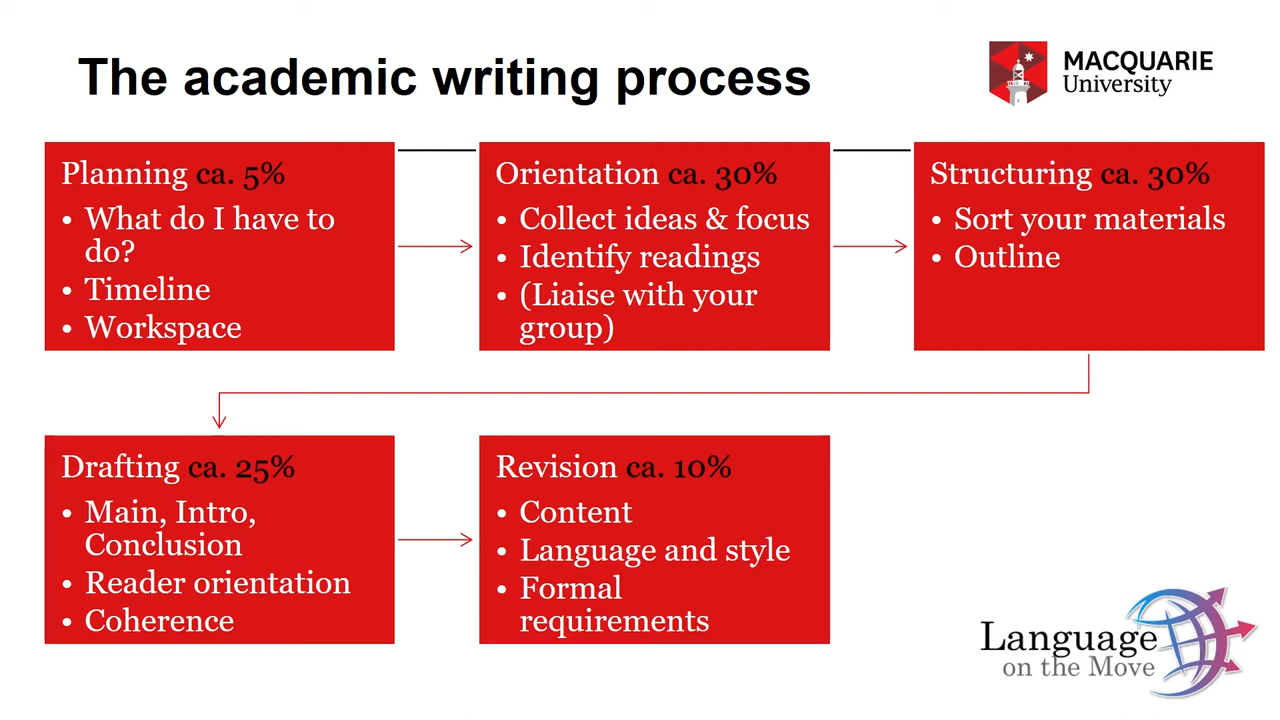 The academic writing process
MACQUARIE
University
Planning ca. 5%
• What do I have to
do?
• Timeline
• Workspace
Orientation ca. 30%
• Collect ideas & focus
• Identify readings
• (Liaise with your
group)
Structuring ca. 30%
• Sort your materials
• Outline
Drafting ca. 25%
• Main, Intro,
Conclusion
• Reader orientation
• Coherence
Revision ca. 10%
• Content
• Language and style
• Formal
requirements
Language
on the Move